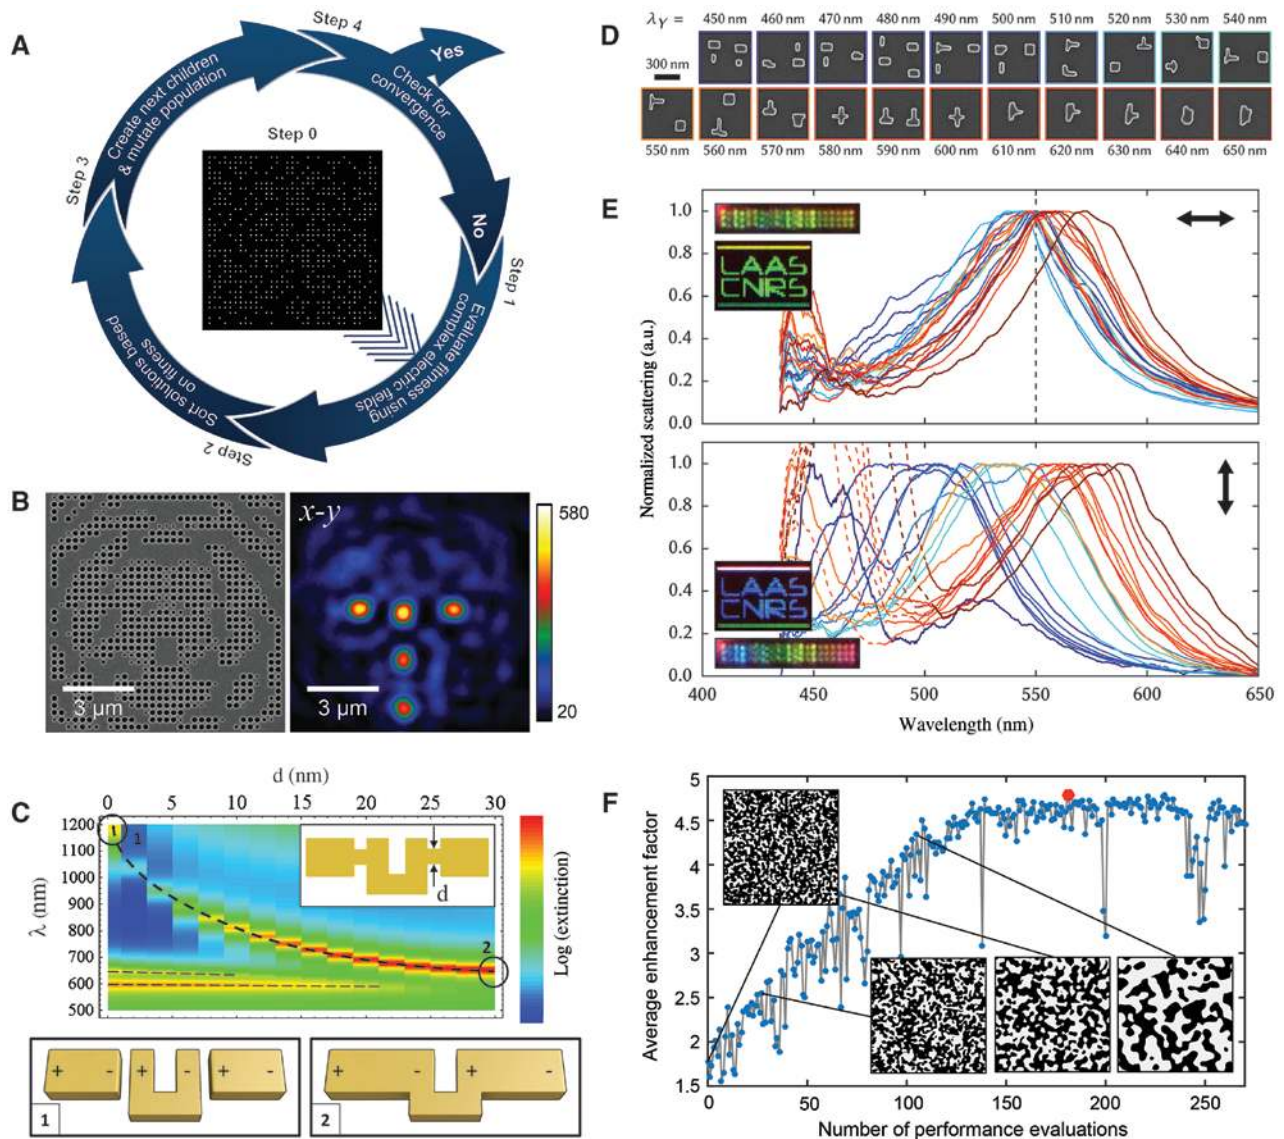 A
Step 4
Yes
Check for
convergence
Create next children
& mutate population
Step 0
Step 3
No
Step 1
Evaluate fitness using
complex electric fields
Sort solutions based
on fitness
Step 2
B
x-y
580
3 µm
3 µm
20
C
d (nm)
0 5 10 15 20 25 30
1200
1100
1000
900
800
700
600
500
λ (nm)
1
2
d
Log (extinction)
+ - + - + -
1
+ - + -
2
D
λY =
450 nm 460 nm 470 nm 480 nm 490 nm 500 nm 510 nm 520 nm 530 nm 540 nm
300 nm
550 nm 560 nm 570 nm 580 nm 590 nm 600 nm 610 nm 620 nm 630 nm 640 nm 650 nm
E
1.0
0.8
0.6
0.4
0.2
0.0
LAAS
CNRS
Normalized scattering (a.u.)
1.0
0.8
0.6
0.4
0.2
0.0
LAAS
CNRS
400 450 500 550 600 650
Wavelength (nm)
F
5
4.5
4
3.5
3
2.5
2
1.5
Average enhancement factor
0 50 100 150 200 250
Number of performance evaluations